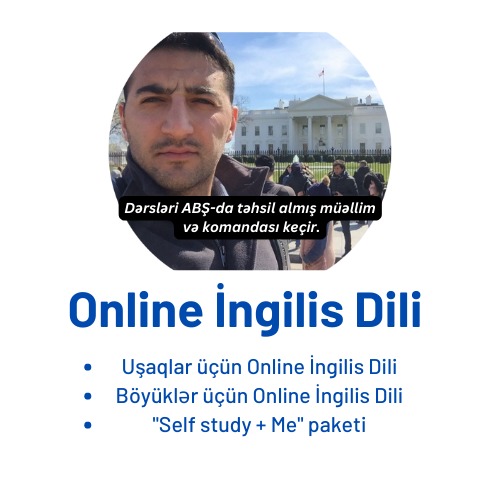 Dərsləri ABŞ-da təhsil almış müəllim
və komandası keçir.
Online İngilis Dili
• Uşaqlar üçün Online İngilis Dili
• Böyüklər üçün Online İngilis Dili
• "Self study + Me" paketi